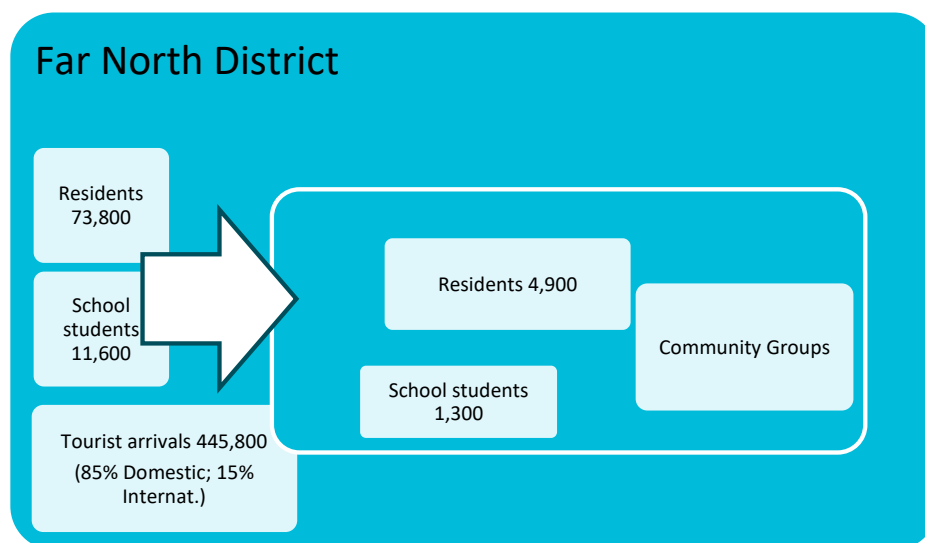 Far North District
Residents
73,800
School
students
11,600
Tourist arrivals 445,800
(85% Domestic; 15%
Internat.)
Residents 4,900
School students
1,300
Community Groups